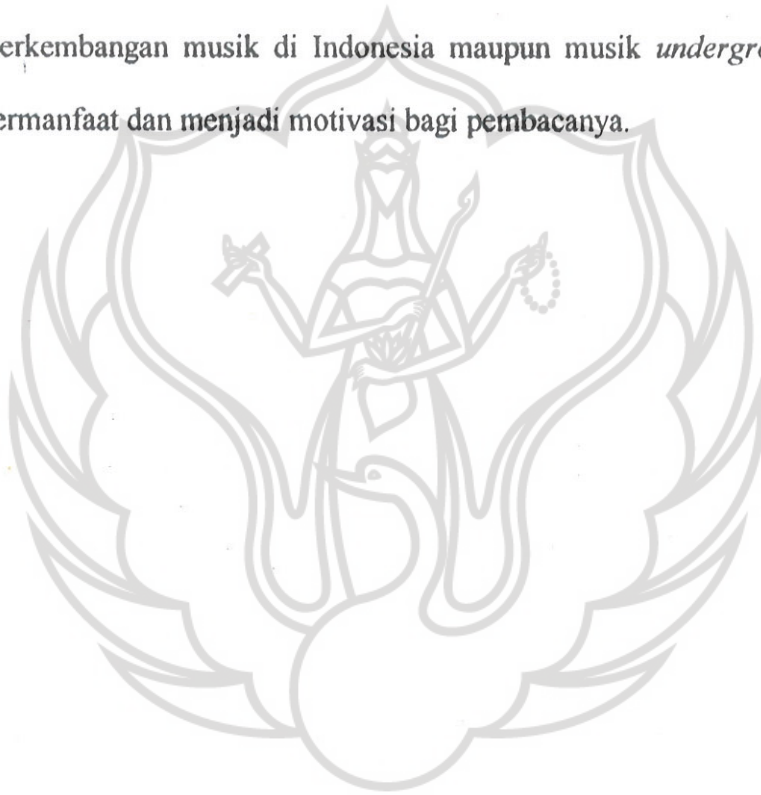 erkembangan musik di Indonesia maupun musik undergr
ermanfaat dan menjadi motivasi bagi pembacanya.